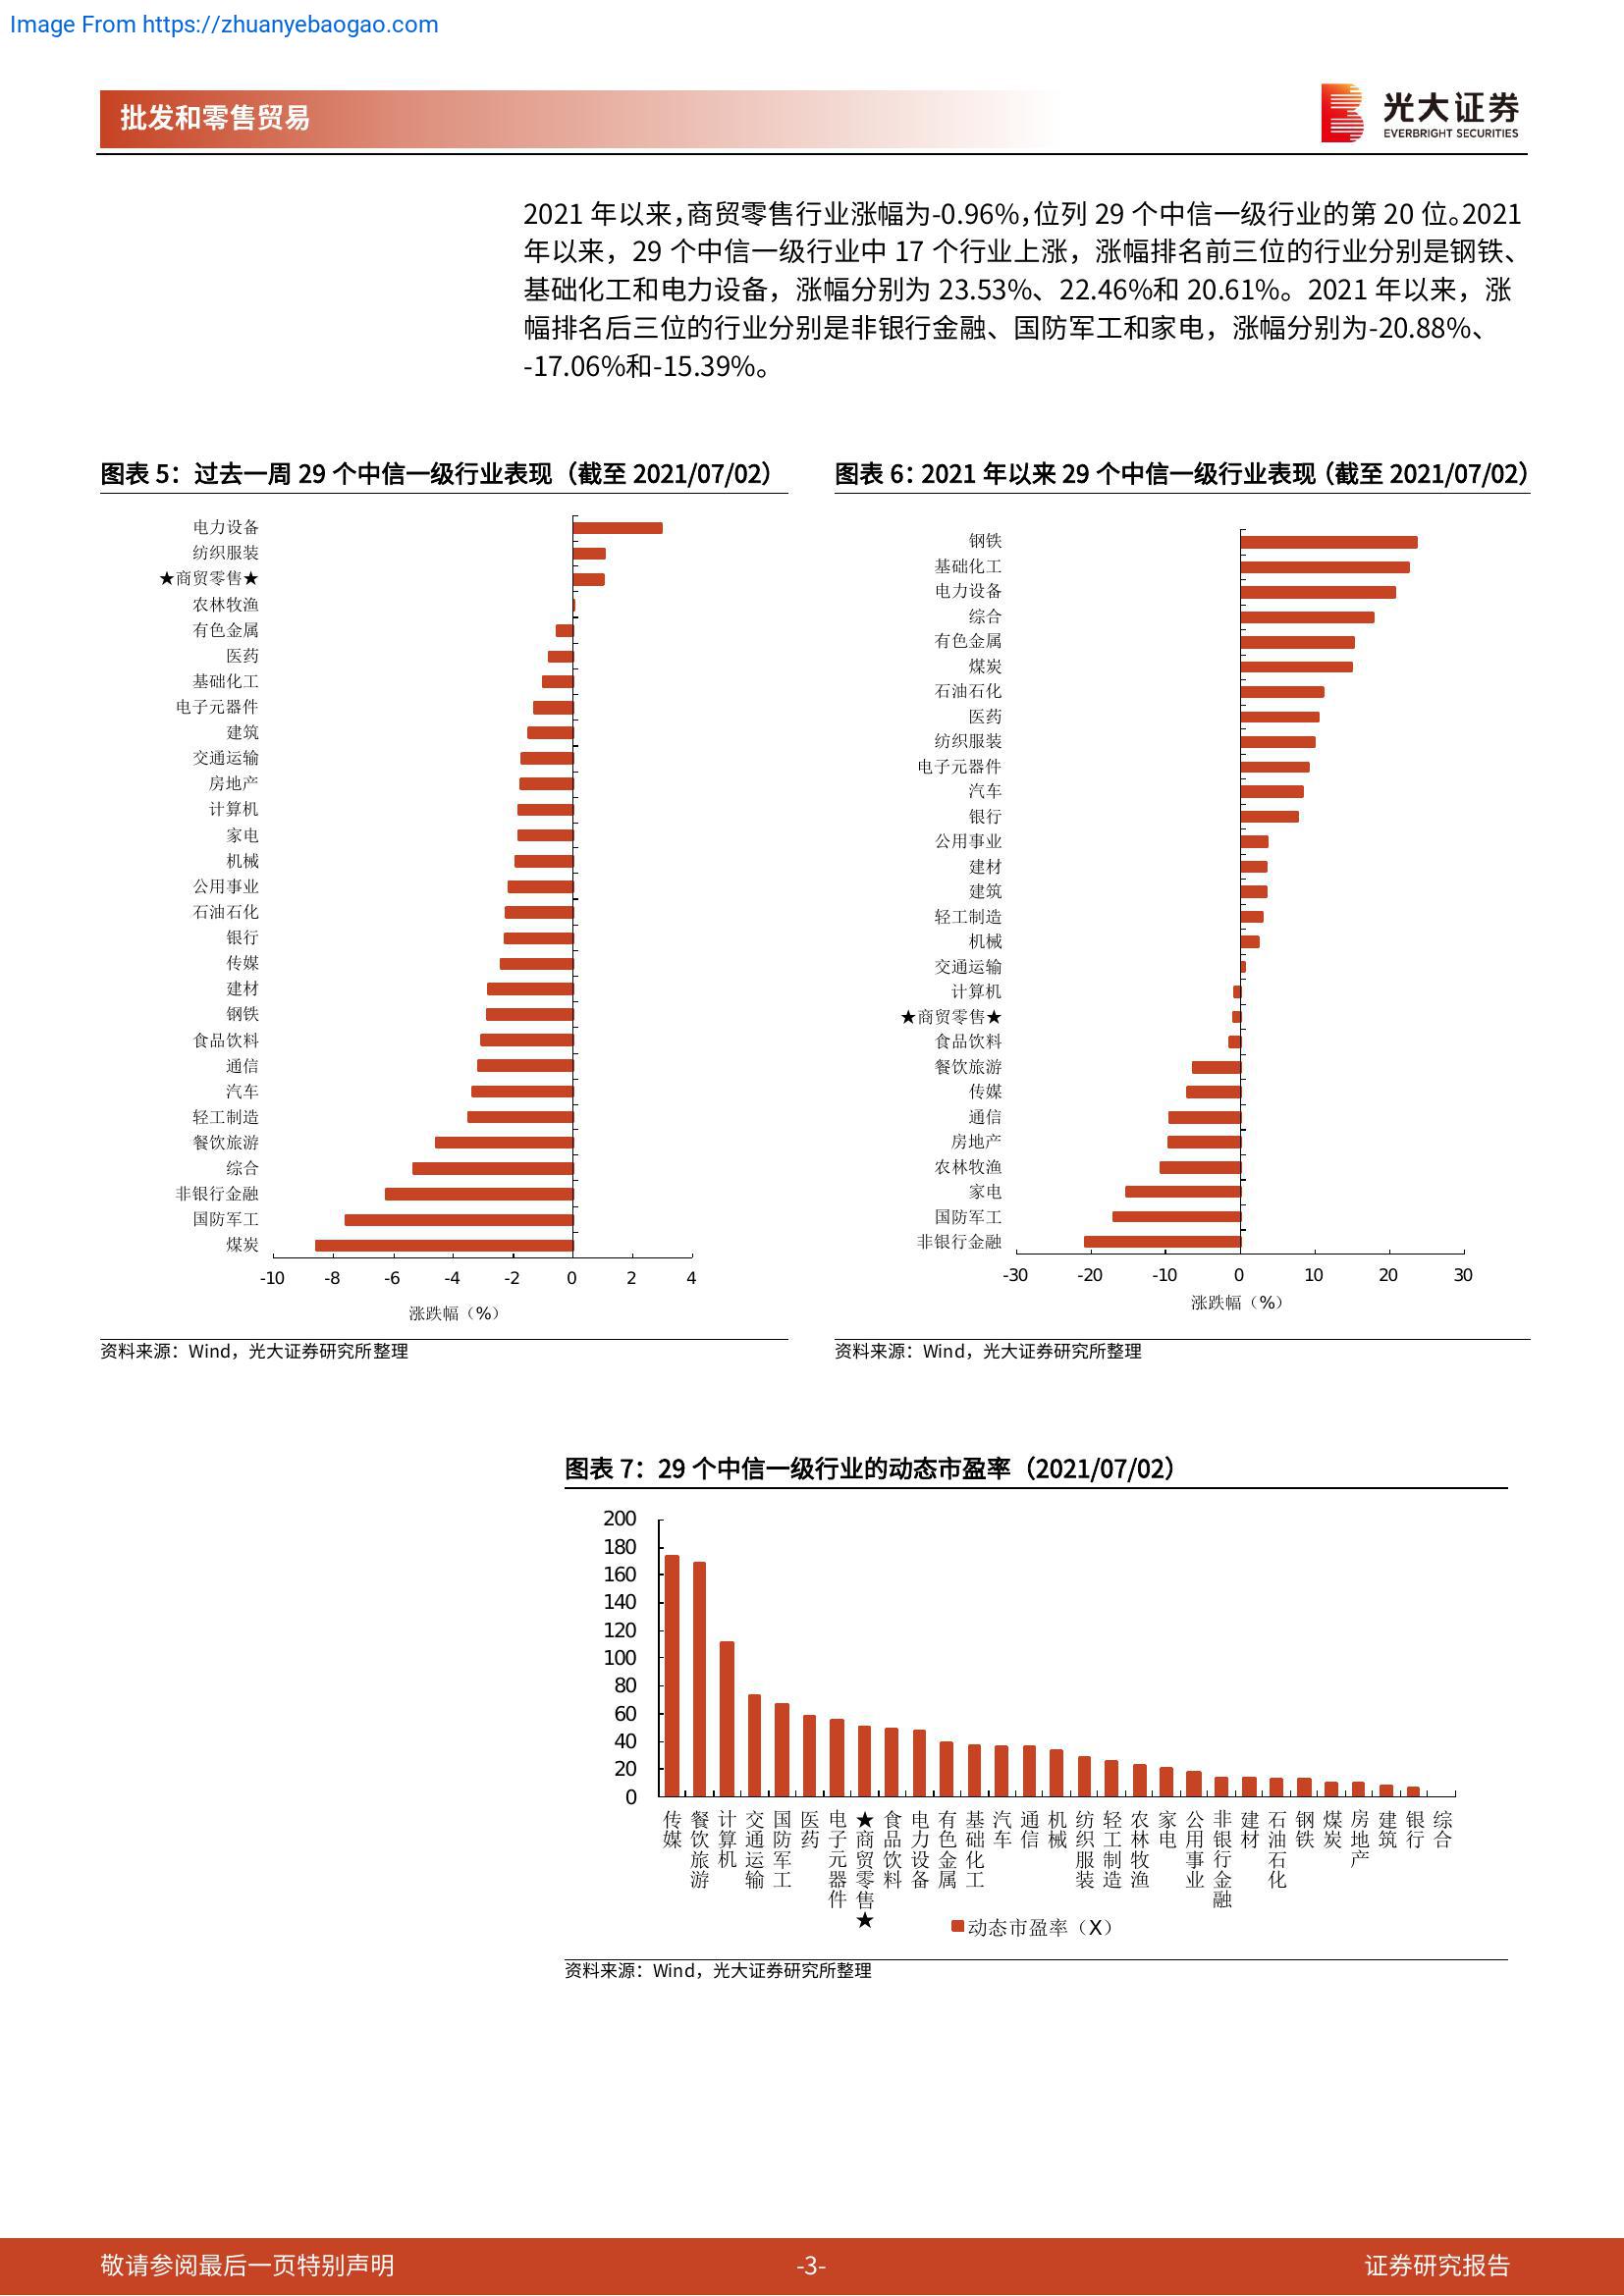 Image From https://zhuanyebaogao.com
批发和零售贸易
光大证券
EVERBRIGHT SECURITIES
2021 年以来，商贸零售行业涨幅为-0.96%，位列 29 个中信一级行业的第 20 位。2021
年以来，29 个中信一级行业中 17 个行业上涨，涨幅排名前三位的行业分别是钢铁、
基础化工和电力设备，涨幅分别为 23.53%、22.46%和 20.61%。2021 年以来，涨
幅排名后三位的行业分别是非银行金融、国防军工和家电，涨幅分别为-20.88%、
-17.06%和-15.39%。
图表 5：过去一周 29 个中信一级行业表现（截至 2021/07/02）
电力设备
纺织服装
★商贸零售★
农林牧渔
有色金属
医药
基础化工
电子元器件
建筑
交通运输
房地产
计算机
家电
机械
公用事业
石油石化
银行
传媒
建材
钢铁
食品饮料
通信
汽车
轻工制造
餐饮旅游
综合
非银行金融
国防军工
煤炭
-10 -8 -6 -4 -2 0 2 4
涨跌幅（%）
资料来源：Wind，光大证券研究所整理
图表 6：2021 年以来 29 个中信一级行业表现（截至 2021/07/02）
钢铁
基础化工
电力设备
综合
有色金属
煤炭
石油石化
医药
纺织服装
电子元器件
汽车
银行
公用事业
建材
建筑
轻工制造
机械
交通运输
计算机
★商贸零售★
食品饮料
餐饮旅游
传媒
通信
房地产
农林牧渔
家电
国防军工
非银行金融
-30 -20 -10 0 10 20 30
涨跌幅（%）
资料来源：Wind，光大证券研究所整理
图表 7：29 个中信一级行业的动态市盈率（2021/07/02）
200
180
160
140
120
100
80
60
40
20
0
传媒
餐饮旅游
计算机
交通运输
国防军工
医药
电子元器件
★商贸零售★
食品饮料
电力设备
有色金属
基础化工
汽车
通信
机械
纺织服装
轻工制造
农林牧渔
家电
公用事业
非银行金融
建材
石油石化
钢铁
煤炭
房地产
建筑
银行
综合
动态市盈率（X）
资料来源：Wind，光大证券研究所整理
敬请参阅最后一页特别声明
-3-
证券研究报告